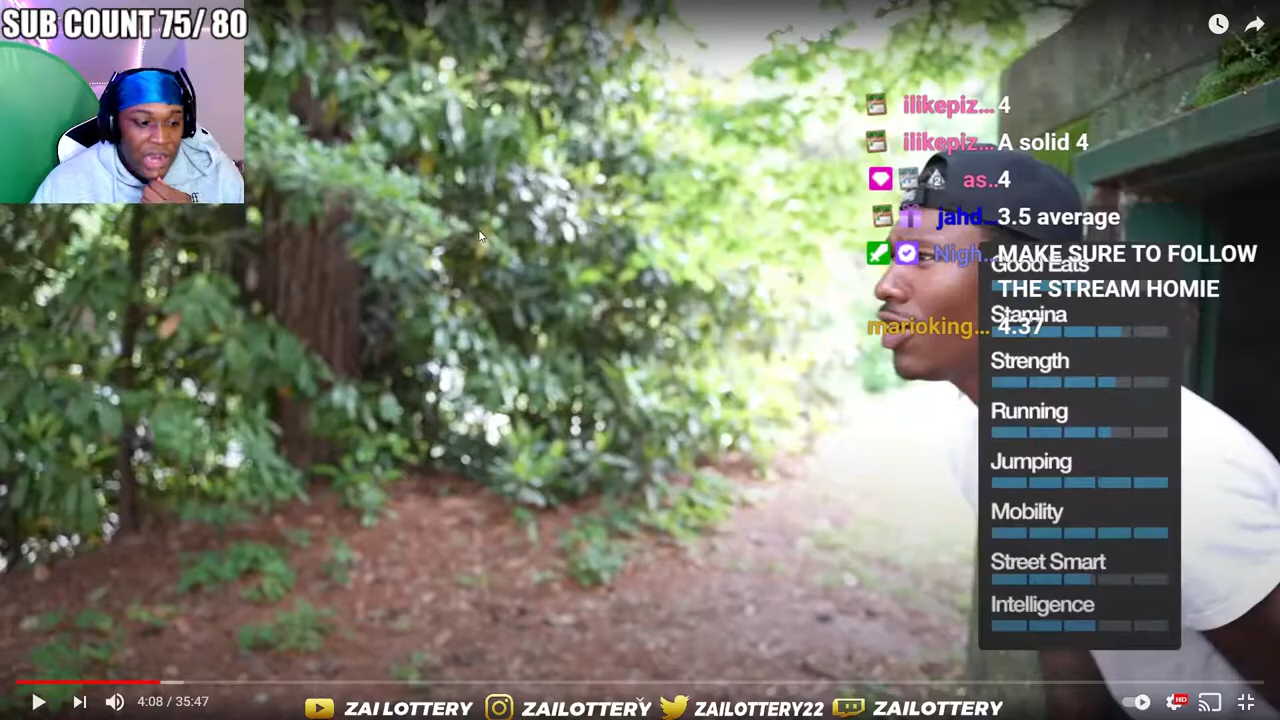 SUB COUNT 75/ 80
ilikepiz... 4
ilikepiz... A solid 4
as.. 4
jahd... 3.5 average
Nigh... MAKE SURE TO FOLLOW
THE STREAM HOMIE
marioking... 4.37
Good Eats
Stamina
Strength
Running
Jumping
Mobility
Street Smart
Intelligence
4:08 / 35:47
HD
ZAI LOTTERY
ZAILOTTERY
ZAILOTTERY22
ZAILOTTERY